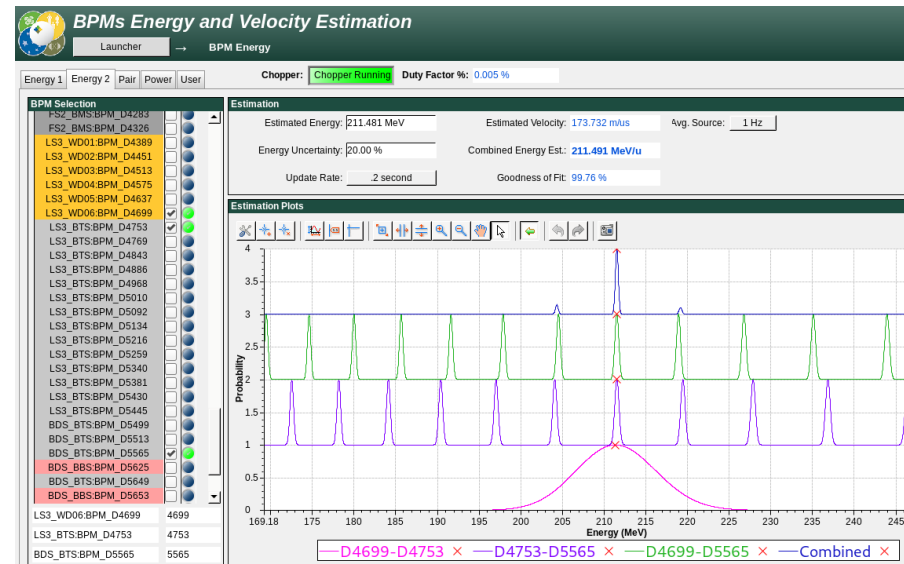 BPMs Energy and Velocity Estimation
Launcher → BPM Energy
Energy 1 Energy 2 Pair Power User
Chopper: Chopper Running Duty Factor %: 0.005 %
BPM Selection
FS2_BMS:BPM_D4283
FS2_BMS:BPM_D4326
LS3_WD01:BPM_D4389
LS3_WD02:BPM_D4451
LS3_WD03:BPM_D4513
LS3_WD04:BPM_D4575
LS3_WD05:BPM_D4637
LS3_WD06:BPM_D4699
LS3_BTS:BPM_D4753
LS3_BTS:BPM_D4769
LS3_BTS:BPM_D4843
LS3_BTS:BPM_D4886
LS3_BTS:BPM_D4968
LS3_BTS:BPM_D5010
LS3_BTS:BPM_D5092
LS3_BTS:BPM_D5134
LS3_BTS:BPM_D5216
LS3_BTS:BPM_D5259
LS3_BTS:BPM_D5340
LS3_BTS:BPM_D5381
LS3_BTS:BPM_D5430
LS3_BTS:BPM_D5445
BDS_BTS:BPM_D5499
BDS_BTS:BPM_D5513
BDS_BTS:BPM_D5565
BDS_BBS:BPM_D5625
BDS_BTS:BPM_D5649
BDS_BBS:BPM_D5653
LS3_WD06:BPM_D4699 4699
LS3_BTS:BPM_D4753 4753
BDS_BTS:BPM_D5565 5565
Estimation
Estimated Energy: 211.481 MeV Estimated Velocity: 173.732 m/us Avg. Source: 1 Hz
Energy Uncertainty: 20.00 % Combined Energy Est.: 211.491 MeV/u
Update Rate: .2 second Goodness of Fit: 99.76 %
Estimation Plots
4
3.5
3
2.5
2
1.5
1
0.5
0
Probability
169.18 175 180 185 190 195 200 205 210 215 220 225 230 235 240 245
Energy (MeV)
D4699-D4753 D4753-D5565 D4699-D5565 Combined